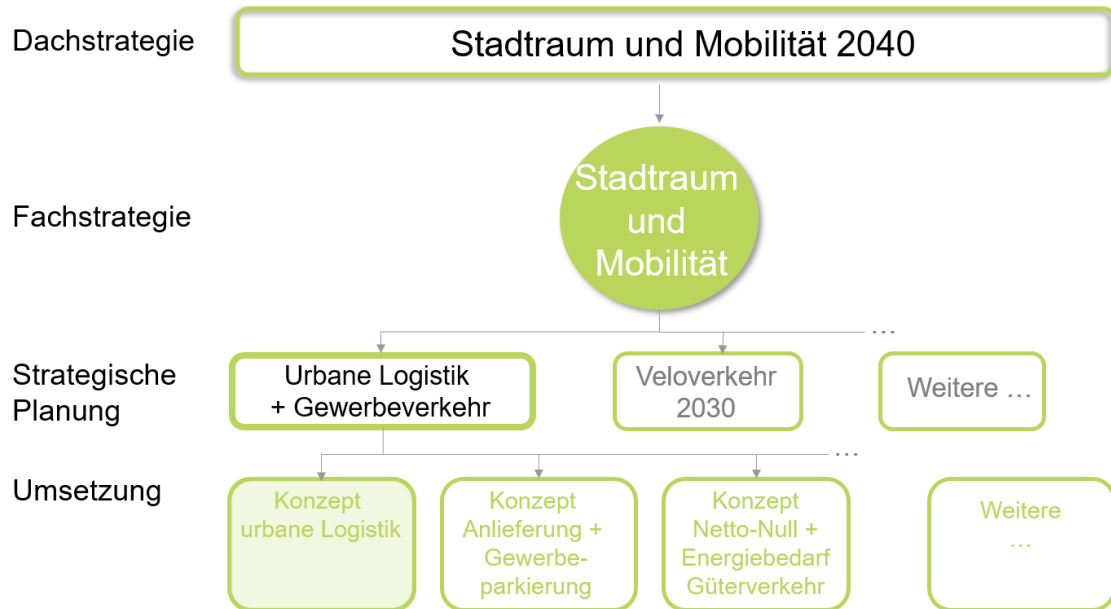 Dachstrategie
Stadtraum und Mobilität 2040
Fachstrategie
Stadtraum
und
Mobilität
...
Strategische
Planung
Urbane Logistik
+ Gewerbeverkehr
Veloverkehr
2030
Weitere ...
...
Umsetzung
Konzept
urbane Logistik
Konzept
Anlieferung +
Gewerbe-
parkierung
Konzept
Netto-Null +
Energiebedarf
Güterverkehr
Weitere
...